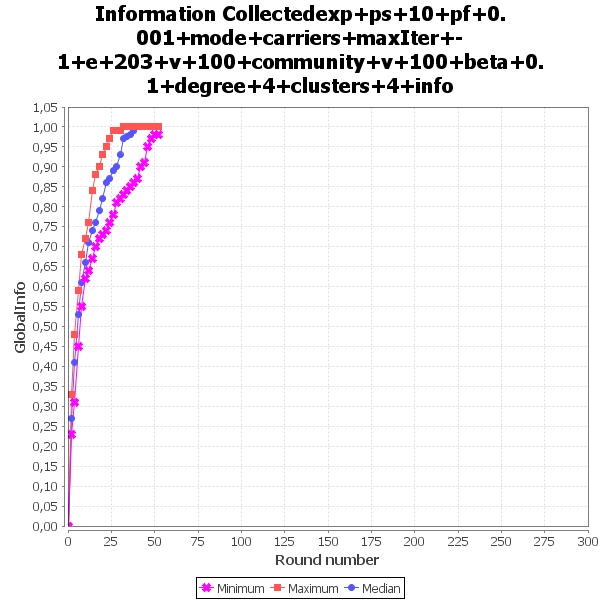 Information Collectedexp+ps+10+pf+0.
001+mode+carriers+maxIter+-
1+e+203+v+100+community+v+100+beta+0.
1+degree+4+clusters+4+info
GlobalInfo
1,05
1,00
0,95
0,90
0,85
0,80
0,75
0,70
0,65
0,60
0,55
0,50
0,45
0,40
0,35
0,30
0,25
0,20
0,15
0,10
0,05
0,00
0 25 50 75 100 125 150 175 200 225 250 275 300
Round number
Minimum Maximum Median